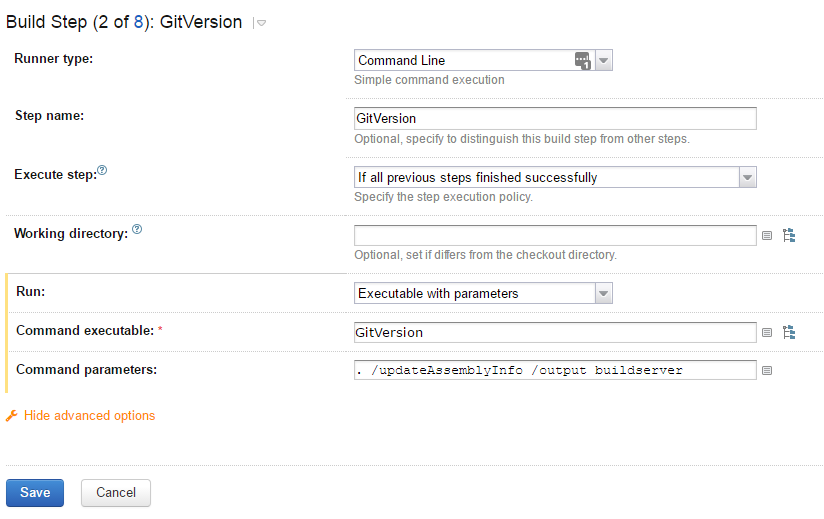 Build Step (2 of 8): GitVersion
Runner type:
Command Line
1
Simple command execution
Step name:
GitVersion
Optional, specify to distinguish this build step from other steps.
Execute step:?
If all previous steps finished successfully
Specify the step execution policy.
Working directory: ?
Optional, set if differs from the checkout directory.
Run:
Executable with parameters
Command executable: *
GitVersion
Command parameters:
. /updateAssemblyInfo /output buildserver
Hide advanced options
Save Cancel